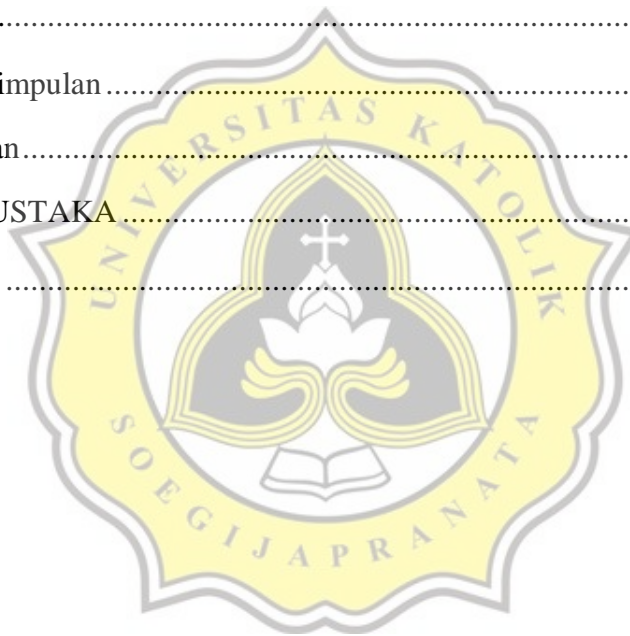 ..............................................................................
impulan..............................................................................
an..............................................................................
USTAKA..............................................................................
..............................................................................
UNIVERSITAS KATOLIK
SOEGIJAPRANATA